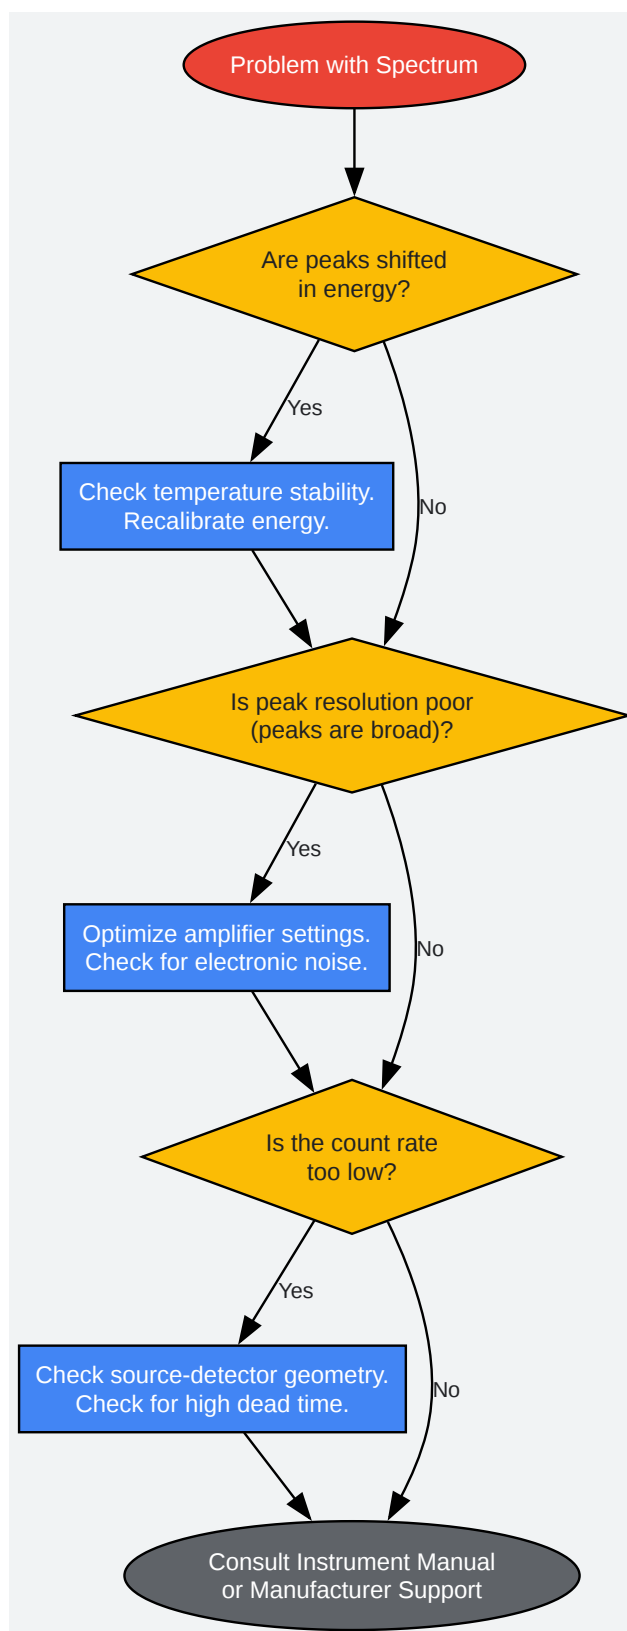 Problem with Spectrum
Are peaks shifted
in energy?
Yes
Check temperature stability.
Recalibrate energy.
No
Is peak resolution poor
(peaks are broad)?
Yes
Optimize amplifier settings.
Check for electronic noise.
No
Is the count rate
too low?
Yes
Check source-detector geometry.
Check for high dead time.
No
Consult Instrument Manual
or Manufacturer Support